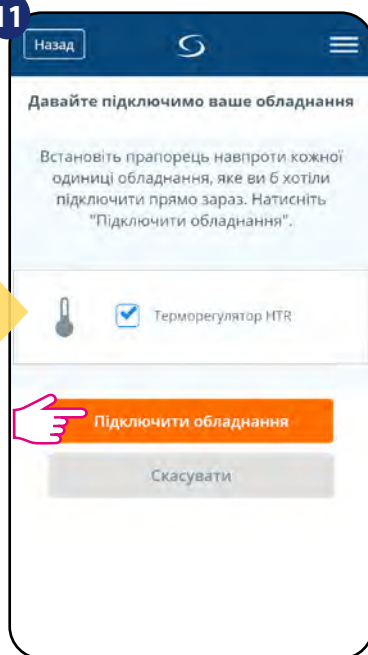 11
Назад
Давайте підключимо ваше обладнання
Встановіть прапорець навпроти кожної
одиниці обладнання, яке ви б хотіли
підключити прямо зараз. Натисніть
"Підключити обладнання".
Терморегулятор HTR
Підключити обладнання
Скасувати